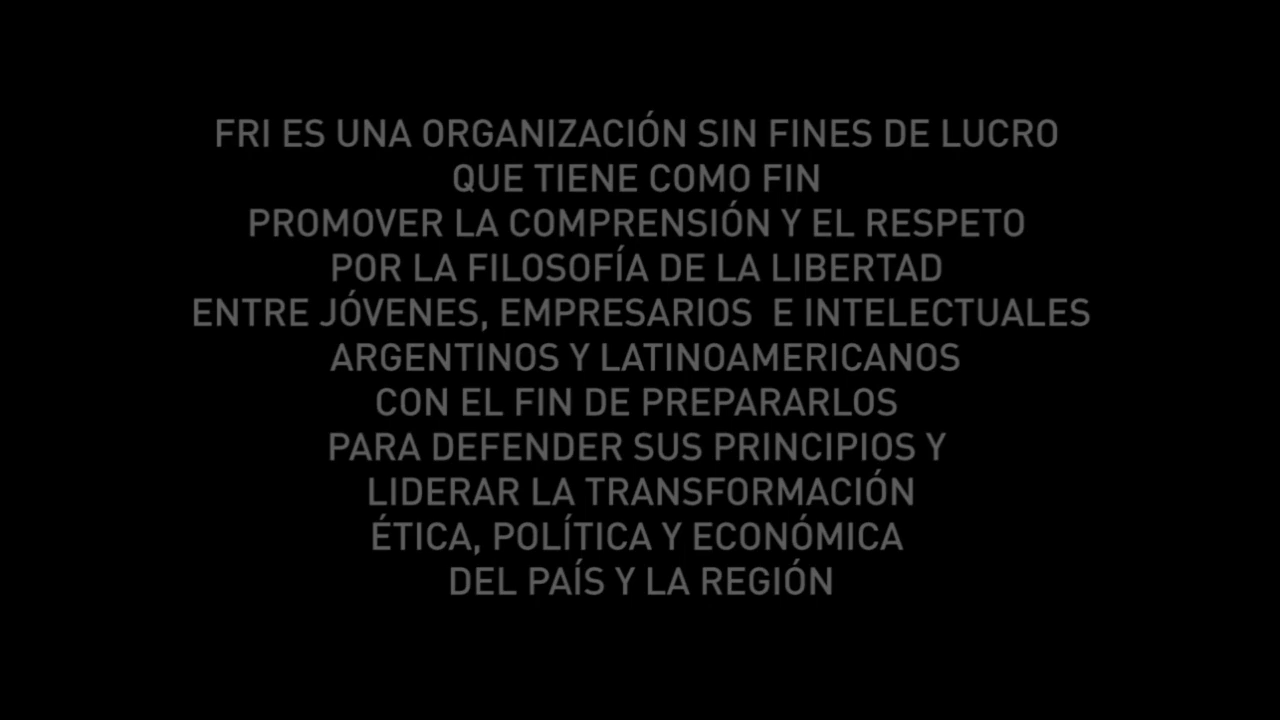 FRI ES UNA ORGANIZACIÓN SIN FINES DE LUCRO
QUE TIENE COMO FIN
PROMOVER LA COMPRENSIÓN Y EL RESPETO
POR LA FILOSOFÍA DE LA LIBERTAD
ENTRE JÓVENES, EMPRESARIOS  E INTELECTUALES
ARGENTINOS Y LATINOAMERICANOS
CON EL FIN DE PREPARARLOS
PARA DEFENDER SUS PRINCIPIOS Y
LIDERAR LA TRANSFORMACIÓN
ÉTICA, POLÍTICA Y ECONÓMICA
DEL PAÍS Y LA REGIÓN